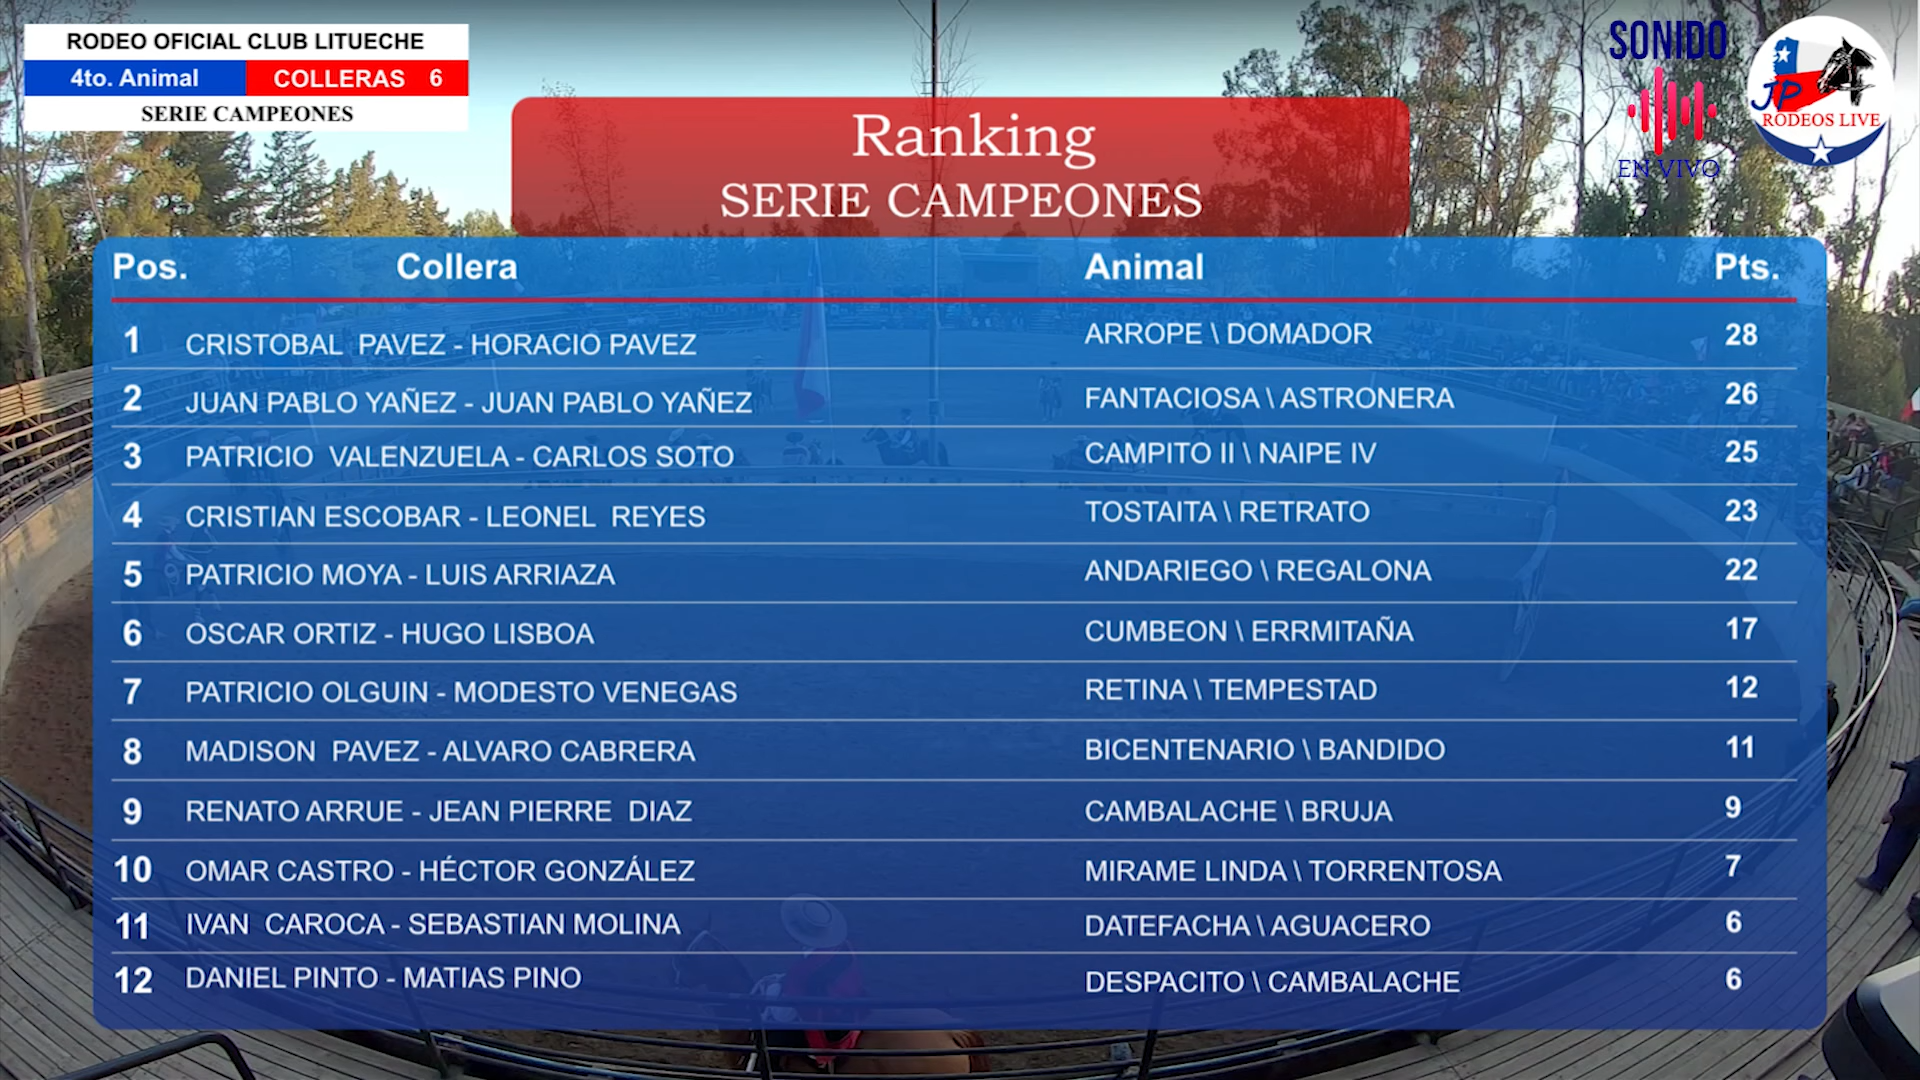 RODEO OFICIAL CLUB LITUECHE
4to. Animal COLLERAS 6
SERIE CAMPEONES
SONIDO
EN VIVO
JP
RODEOS LIVE
Ranking
SERIE CAMPEONES
Pos. Collera Animal Pts.
1 CRISTOBAL PAVEZ - HORACIO PAVEZ ARROPE \ DOMADOR 28
2 JUAN PABLO YAÑEZ - JUAN PABLO YAÑEZ FANTACIOSA \ ASTRONERA 26
3 PATRICIO VALENZUELA - CARLOS SOTO CAMPITO II \ NAIPE IV 25
4 CRISTIAN ESCOBAR - LEONEL REYES TOSTAITA \ RETRATO 23
5 PATRICIO MOYA - LUIS ARRIAZA ANDARIEGO \ REGALONA 22
6 OSCAR ORTIZ - HUGO LISBOA CUMBEON \ ERRMITAÑA 17
7 PATRICIO OLGUIN - MODESTO VENEGAS RETINA \ TEMPESTAD 12
8 MADISON PAVEZ - ALVARO CABRERA BICENTENARIO \ BANDIDO 11
9 RENATO ARRUE - JEAN PIERRE DIAZ CAMBALACHE \ BRUJA 9
10 OMAR CASTRO - HÉCTOR GONZÁLEZ MIRAME LINDA \ TORRENTOSA 7
11 IVAN CAROCA - SEBASTIAN MOLINA DATEFACHA \ AGUACERO 6
12 DANIEL PINTO - MATIAS PINO DESPACITO \ CAMBALACHE 6